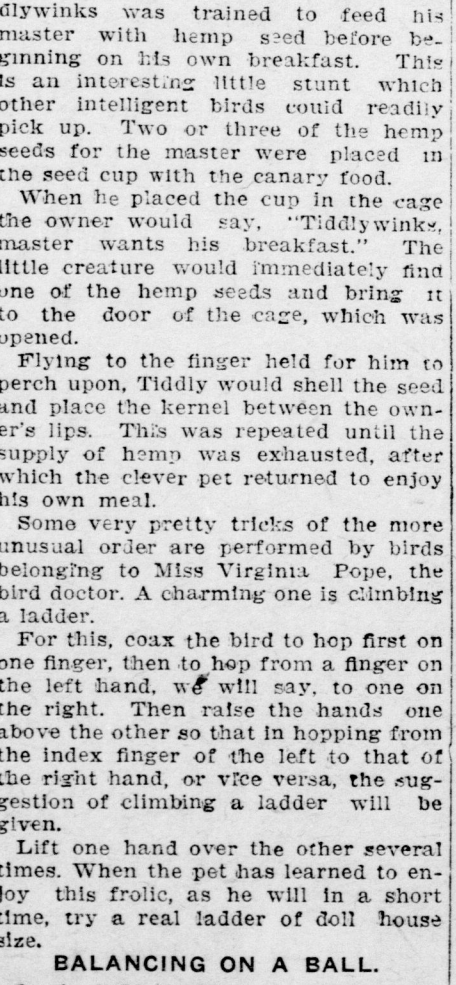 dlywinks was trained to feed his
master with hemp seed before be-
ginning on his own breakfast. This
is an interesting little stunt which
other intelligent birds could readily
pick up. Two or three of the hemp
seeds for the master were placed in
the seed cup with the canary food.
When he placed the cup in the cage
the owner would say, "Tiddlywinks,
master wants his breakfast." The
little creature would immediately find
one of the hemp seeds and bring it
to the door of the cage, which was
opened.
Flying to the finger held for him to
perch upon, Tiddly would shell the seed
and place the kernel between the own-
er's lips. This was repeated until the
supply of hemp was exhausted, after
which the clever pet returned to enjoy
his own meal.
Some very pretty tricks of the more
unusual order are performed by birds
belonging to Miss Virginia Pope, the
bird doctor. A charming one is climbing
a ladder.
For this, coax the bird to hop first on
one finger, then to hop from a finger on
the left hand, we will say, to one on
the right. Then raise the hands one
above the other so that in hopping from
the index finger of the left to that of
the right hand, or vice versa, the sug-
gestion of climbing a ladder will be
given.
Lift one hand over the other several
times. When the pet has learned to en-
joy this frolic, as he will in a short
time, try a real ladder of doll house
size.
BALANCING ON A BALL.